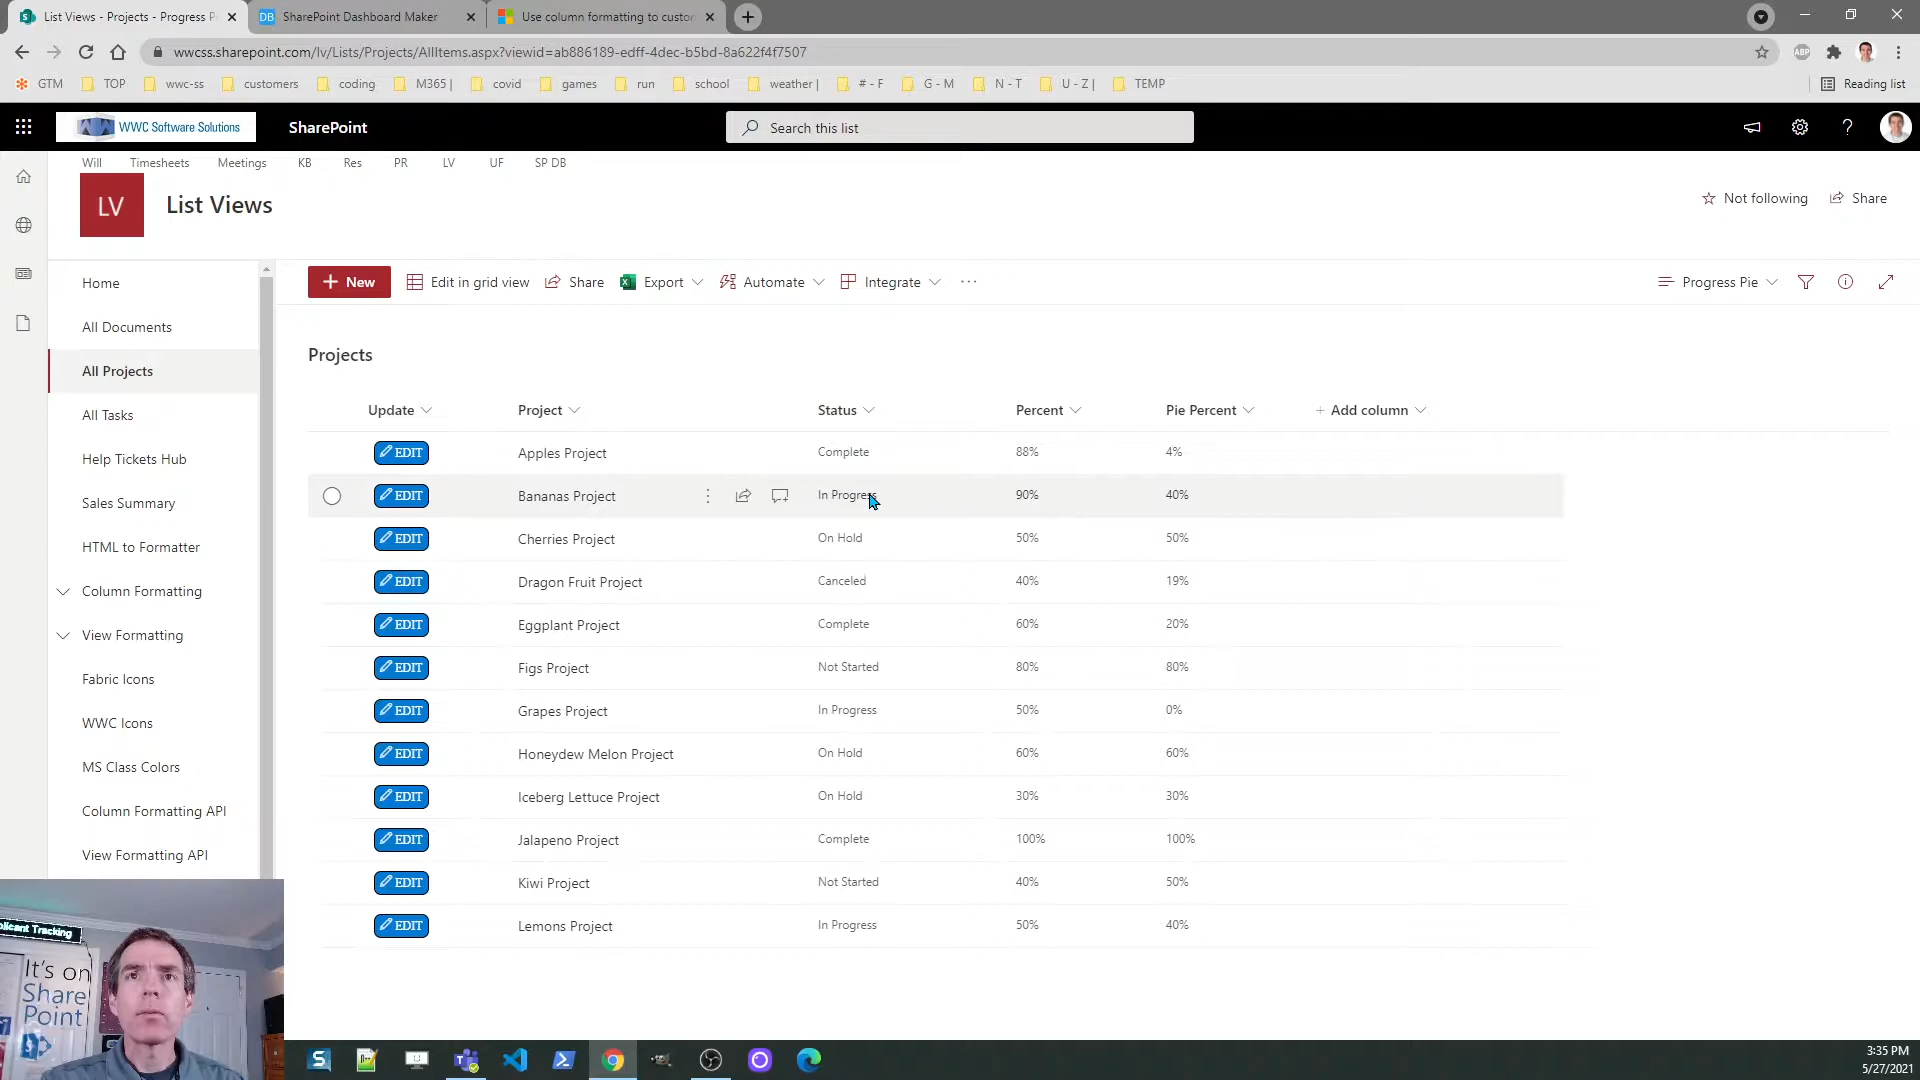 List Views - Projects - Progress P
SharePoint Dashboard Maker
Use column formatting to custor
wwcss.sharepoint.com/lv/Lists/Projects/AllItems.aspx?viewid=ab886189-edff-4dec-b5bd-8a622f4f7507
ABP
GTM TOP wwc-ss customers coding M365 | covid games run school weather | # - F G - M N - T U - Z | TEMP Reading list
WWC Software Solutions SharePoint Search this list
Will Timesheets Meetings KB Res PR LV UF SP DB
LV List Views
Not following Share
New Edit in grid view Share Export Automate Integrate Progress Pie
Home
All Documents
All Projects
All Tasks
Help Tickets Hub
Sales Summary
HTML to Formatter
Column Formatting
View Formatting
Fabric Icons
WWC Icons
MS Class Colors
Column Formatting API
View Formatting API
Projects
Update Project Status Percent Pie Percent + Add column
EDIT Apples Project Complete 88% 4%
EDIT Bananas Project In Progress 90% 40%
EDIT Cherries Project On Hold 50% 50%
EDIT Dragon Fruit Project Canceled 40% 19%
EDIT Eggplant Project Complete 60% 20%
EDIT Figs Project Not Started 80% 80%
EDIT Grapes Project In Progress 50% 0%
EDIT Honeydew Melon Project On Hold 60% 60%
EDIT Iceberg Lettuce Project On Hold 30% 30%
EDIT Jalapeno Project Complete 100% 100%
EDIT Kiwi Project Not Started 40% 50%
EDIT Lemons Project In Progress 50% 40%
plicant Tracking
It's on
Share
Point
3:35 PM
5/27/2021